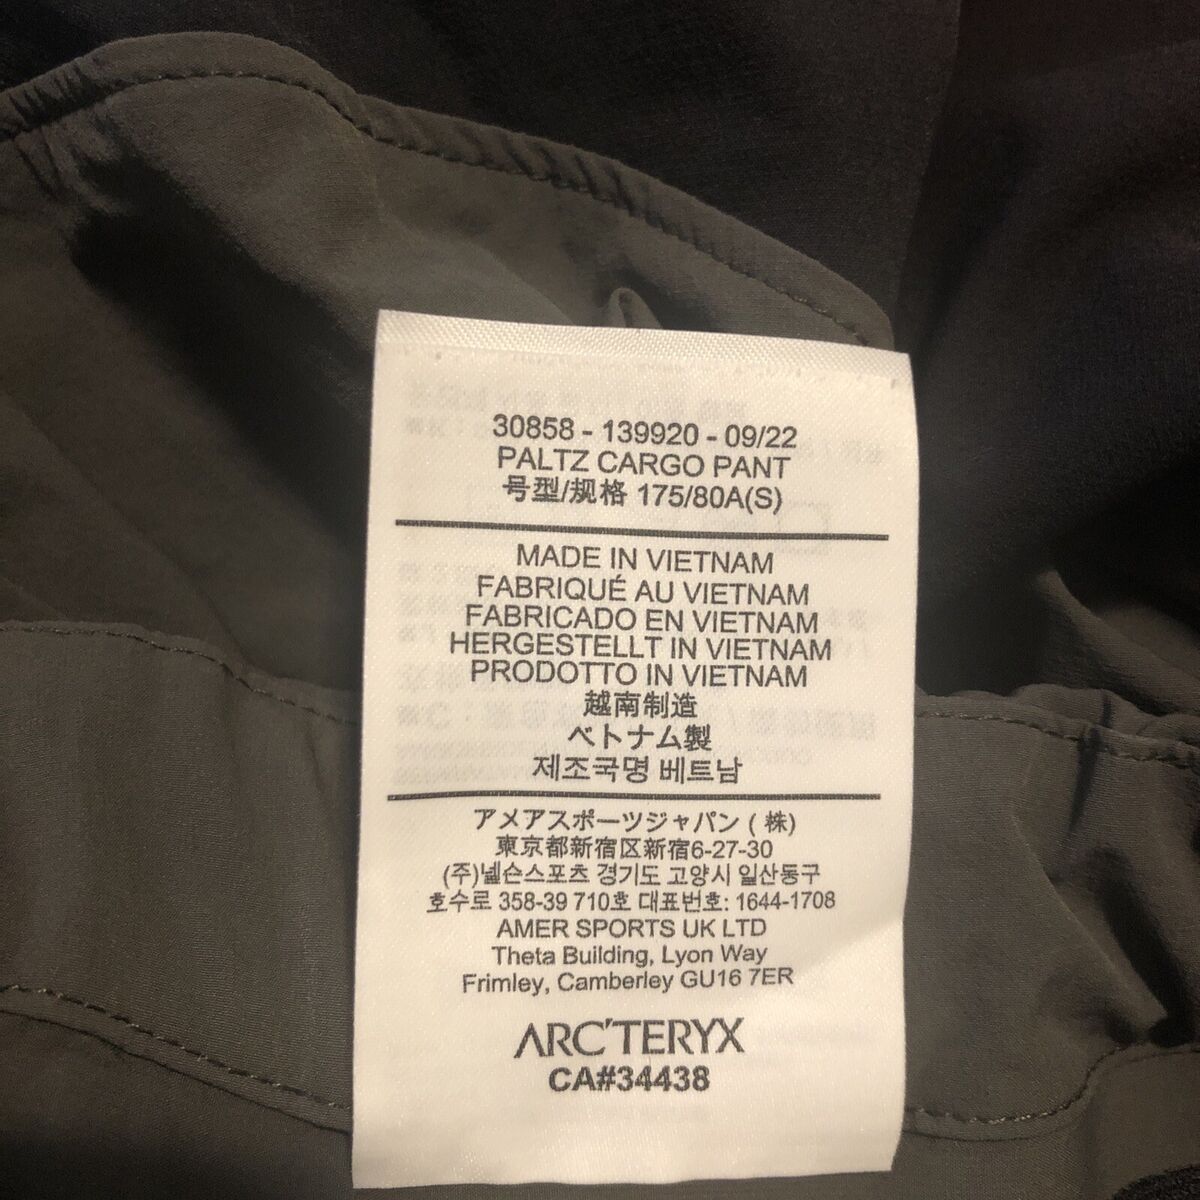 30858 - 139920 - 09/22
PALTZ CARGO PANT
号型/规格 175/80A(S)
MADE IN VIETNAM
FABRIQUÉ AU VIETNAM
FABRICADO EN VIETNAM
HERGESTELLT IN VIETNAM
PRODOTTO IN VIETNAM
越南制造
ベトナム製
제조국명 베트남
アメアスポーツジャパン ( 株)
東京都新宿区新宿6-27-30
(주)넬슨스포츠 경기도 고양시 일산동구
호수로 358-39 710호 대표번호: 1644-1708
AMER SPORTS UK LTD
Theta Building, Lyon Way
Frimley, Camberley GU16 7ER
ARC'TERYX
CA#34438